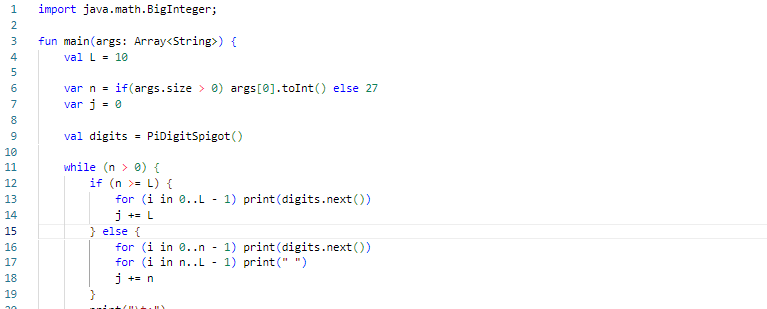 1 import java.math.BigInteger;
2
3 fun main(args: Array<String>) {
4 val L = 10
5
6 var n = if(args.size > 0) args[0].toInt() else 27
7 var j = 0
8
9 val digits = PiDigitSpigot()
10
11 while (n > 0) {
12 if (n >= L) {
13 for (i in 0..L - 1) print(digits.next())
14 j += L
15 } else {
16 for (i in 0..n - 1) print(digits.next())
17 for (i in n..L - 1) print(" ")
18 j += n
19 }